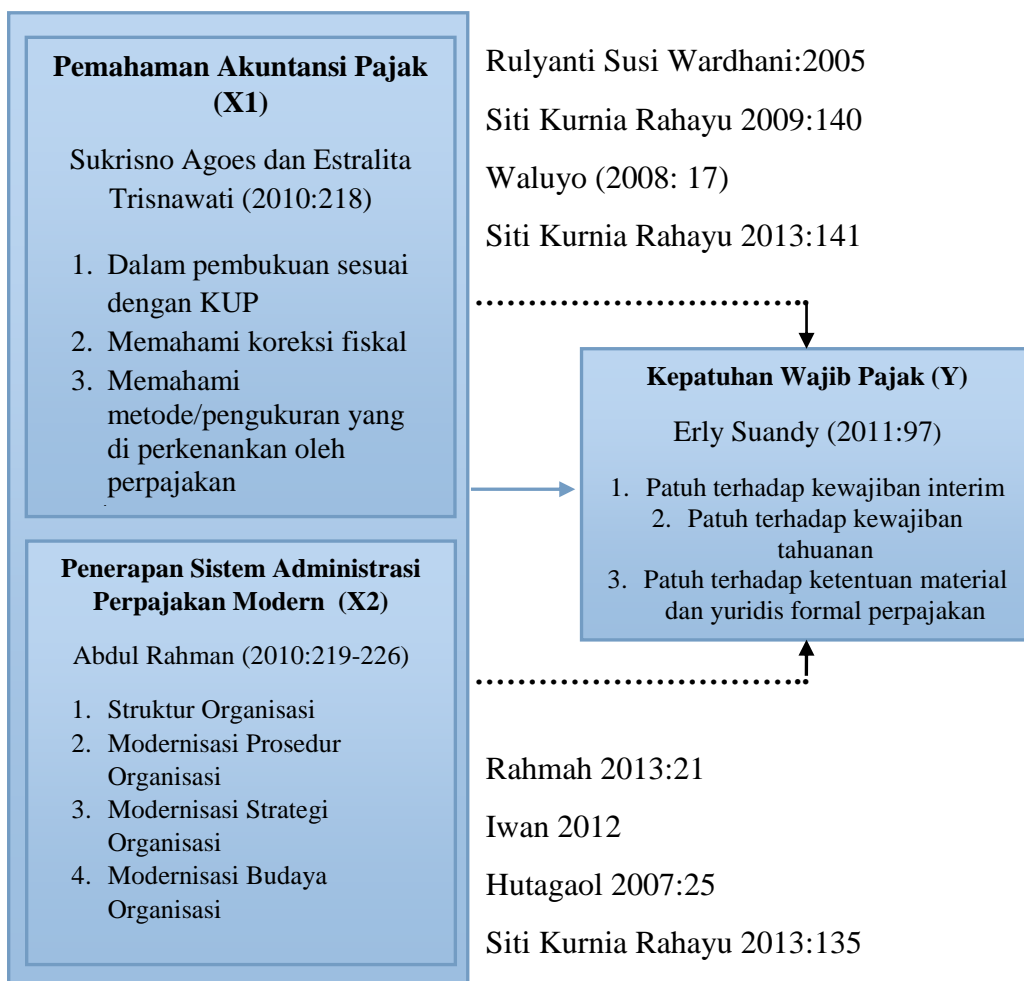 Pemahaman Akuntansi Pajak
(X1)
Sukrisno Agoes dan Estralita
Trisnawati (2010:218)
1. Dalam pembukuan sesuai
dengan KUP
2. Memahami koreksi fiskal
3. Memahami
metode/pengukuran yang
di perkenankan oleh
perpajakan
Penerapan Sistem Administrasi
Perpajakan Modern (X2)
Abdul Rahman (2010:219-226)
1. Struktur Organisasi
2. Modernisasi Prosedur
Organisasi
3. Modernisasi Strategi
Organisasi
4. Modernisasi Budaya
Organisasi
Rulyanti Susi Wardhani:2005
Siti Kurnia Rahayu 2009:140
Waluyo (2008: 17)
Siti Kurnia Rahayu 2013:141
Kepatuhan Wajib Pajak (Y)
Erly Suandy (2011:97)
1. Patuh terhadap kewajiban interim
2. Patuh terhadap kewajiban
tahuanan
3. Patuh terhadap ketentuan material
dan yuridis formal perpajakan
Rahmah 2013:21
Iwan 2012
Hutagaol 2007:25
Siti Kurnia Rahayu 2013:135